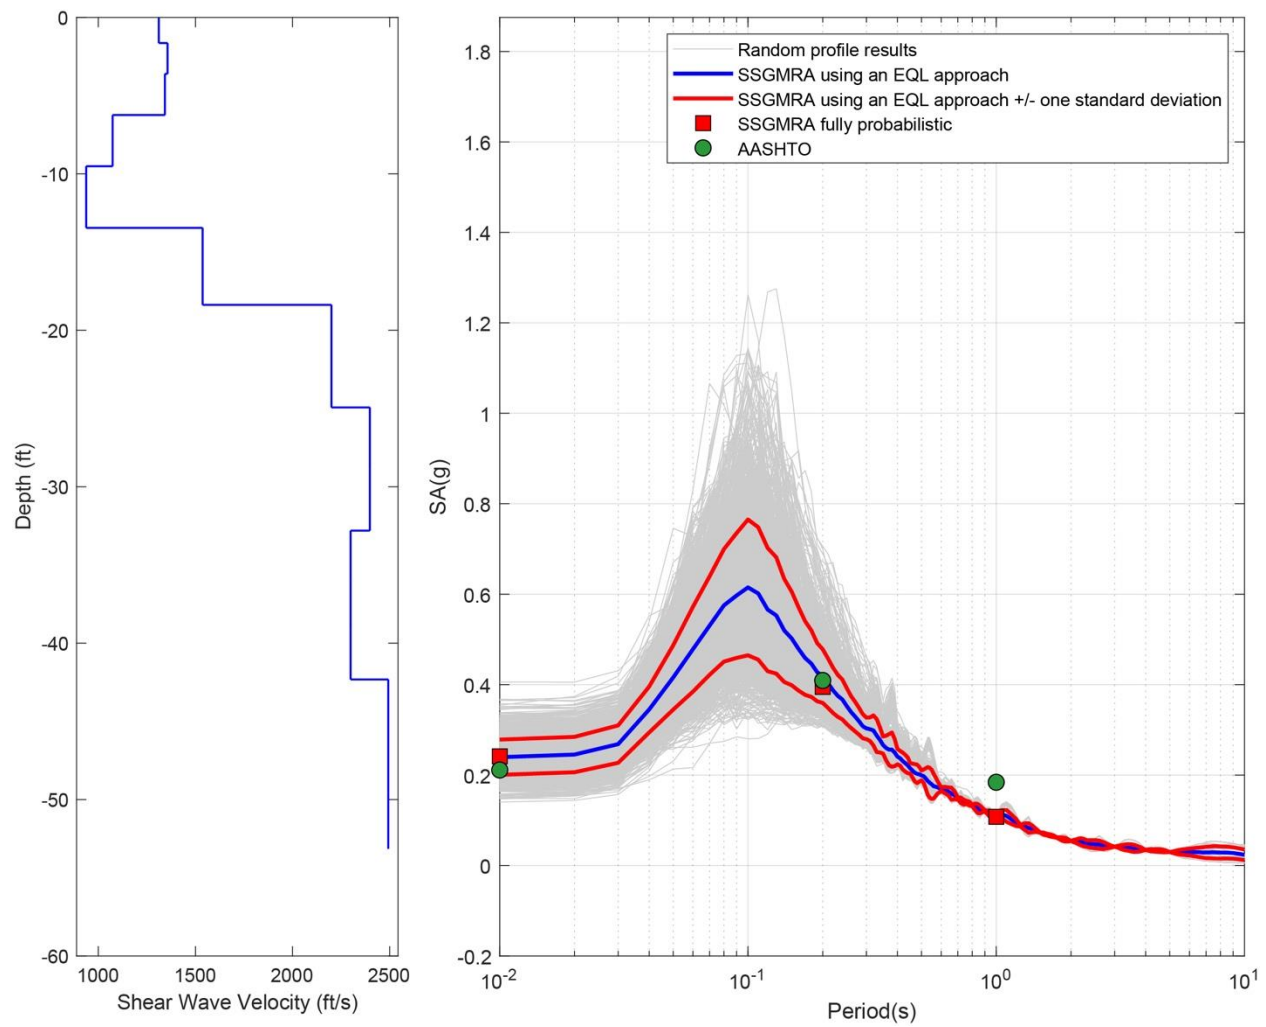 0
-10
-20
-30
-40
-50
-60
Depth (ft)
1000 1500 2000 2500
Shear Wave Velocity (ft/s)
1.8
1.6
1.4
1.2
1
0.8
0.6
0.4
0.2
0
-0.2
SA(g)
Random profile results
SSGMRA using an EQL approach
SSGMRA using an EQL approach +/- one standard deviation
SSGMRA fully probabilistic
AASHTO
10⁻² 10⁻¹ 10⁰ 10¹
Period(s)